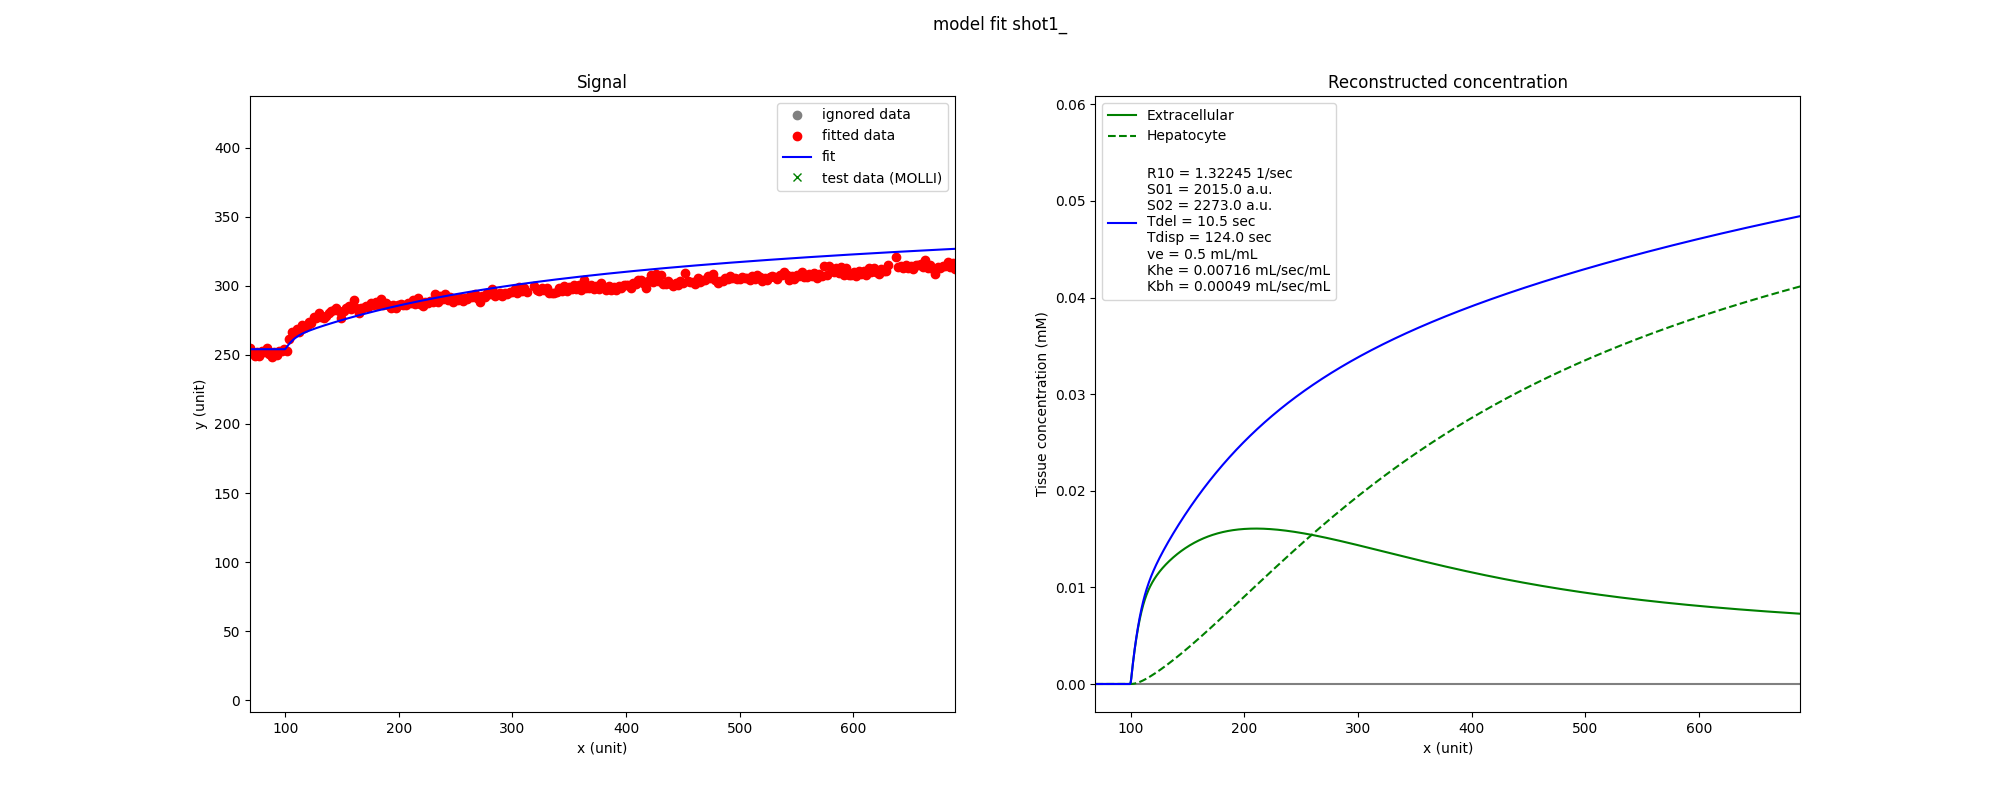 model fit shot1_
Signal
400
350
300
250
200
150
100
50
0
y (unit)
100 200 300 400 500 600
x (unit)
ignored data
fitted data
fit
test data (MOLLI)
Reconstructed concentration
0.06
0.05
0.04
0.03
0.02
0.01
0.00
Tissue concentration (mM)
100 200 300 400 500 600
x (unit)
Extracellular
Hepatocyte
R10 = 1.32245 1/sec
S01 = 2015.0 a.u.
S02 = 2273.0 a.u.
Tdel = 10.5 sec
Tdisp = 124.0 sec
ve = 0.5 mL/mL
Khe = 0.00716 mL/sec/mL
Kbh = 0.00049 mL/sec/mL